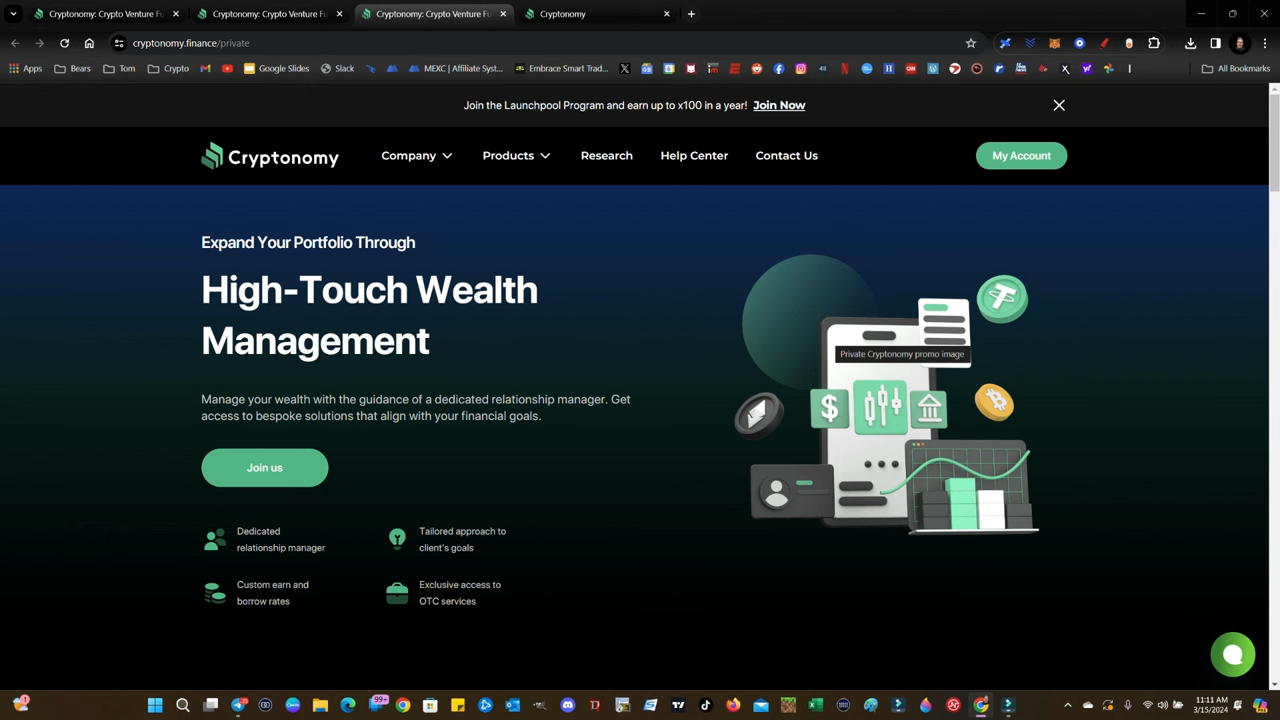 Cryptonomy: Crypto Venture Fu
Cryptonomy: Crypto Venture Fu
Cryptonomy: Crypto Venture Fu
Cryptonomy
cryptonomy.finance/private
Apps Bears Tom Crypto Google Slides Slack MEXC | Affiliate Syst... Embrace Smart Trad... All Bookmarks
Join the Launchpool Program and earn up to x100 in a year! Join Now
Cryptonomy Company Products Research Help Center Contact Us My Account
Expand Your Portfolio Through
High-Touch Wealth
Management
Manage your wealth with the guidance of a dedicated relationship manager. Get
access to bespoke solutions that align with your financial goals.
Join us
Dedicated
relationship manager
Tailored approach to
client's goals
Custom earn and
borrow rates
Exclusive access to
OTC services
Private Cryptonomy promo image
99+
11:11 AM
3/15/2024